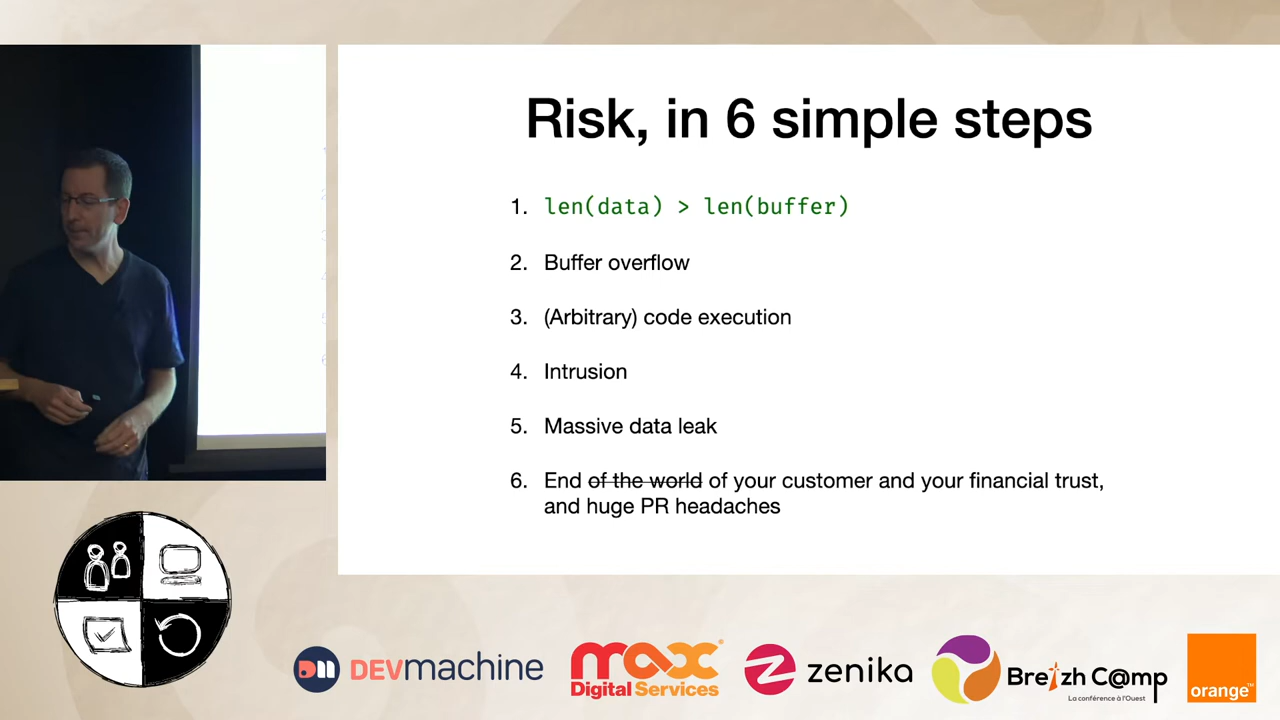 Risk, in 6 simple steps
1. len(data) > len(buffer)
2. Buffer overflow
3. (Arbitrary) code execution
4. Intrusion
5. Massive data leak
6. End of the world of your customer and your financial trust,
and huge PR headaches
DEVmachine
max
Digital Services
zenika
Breizh C@mp
La conférence à l'Ouest
orange™